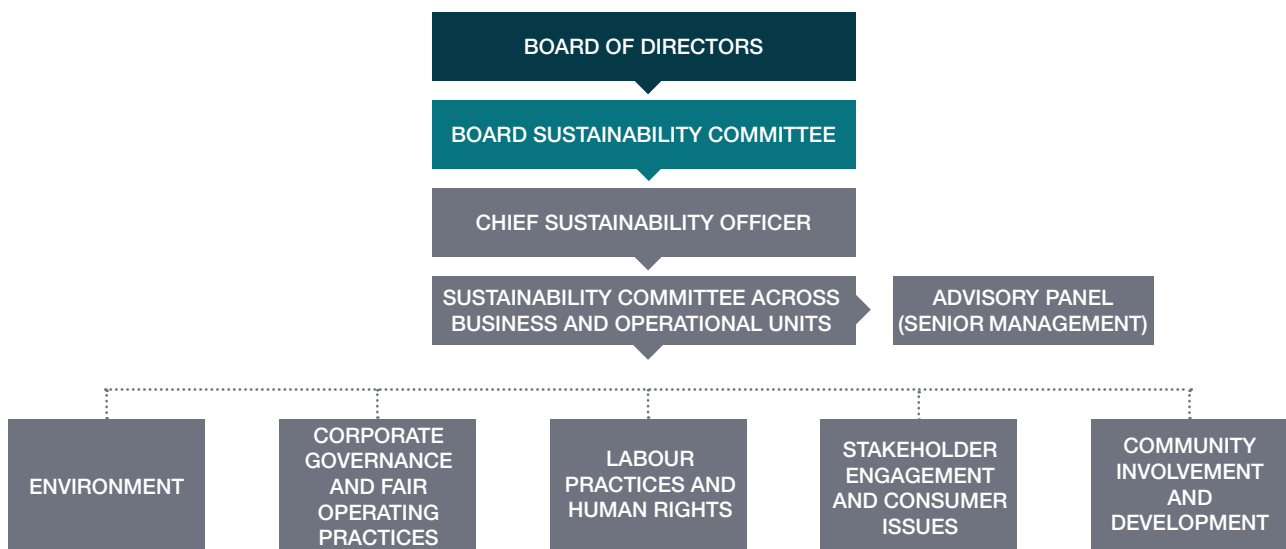 BOARD OF DIRECTORS
BOARD SUSTAINABILITY COMMITTEE
CHIEF SUSTAINABILITY OFFICER
SUSTAINABILITY COMMITTEE ACROSS
BUSINESS AND OPERATIONAL UNITS
ADVISORY PANEL
(SENIOR MANAGEMENT)
ENVIRONMENT
CORPORATE
GOVERNANCE
AND FAIR
OPERATING
PRACTICES
LABOUR
PRACTICES AND
HUMAN RIGHTS
STAKEHOLDER
ENGAGEMENT
AND CONSUMER
ISSUES
COMMUNITY
INVOLVEMENT
AND
DEVELOPMENT